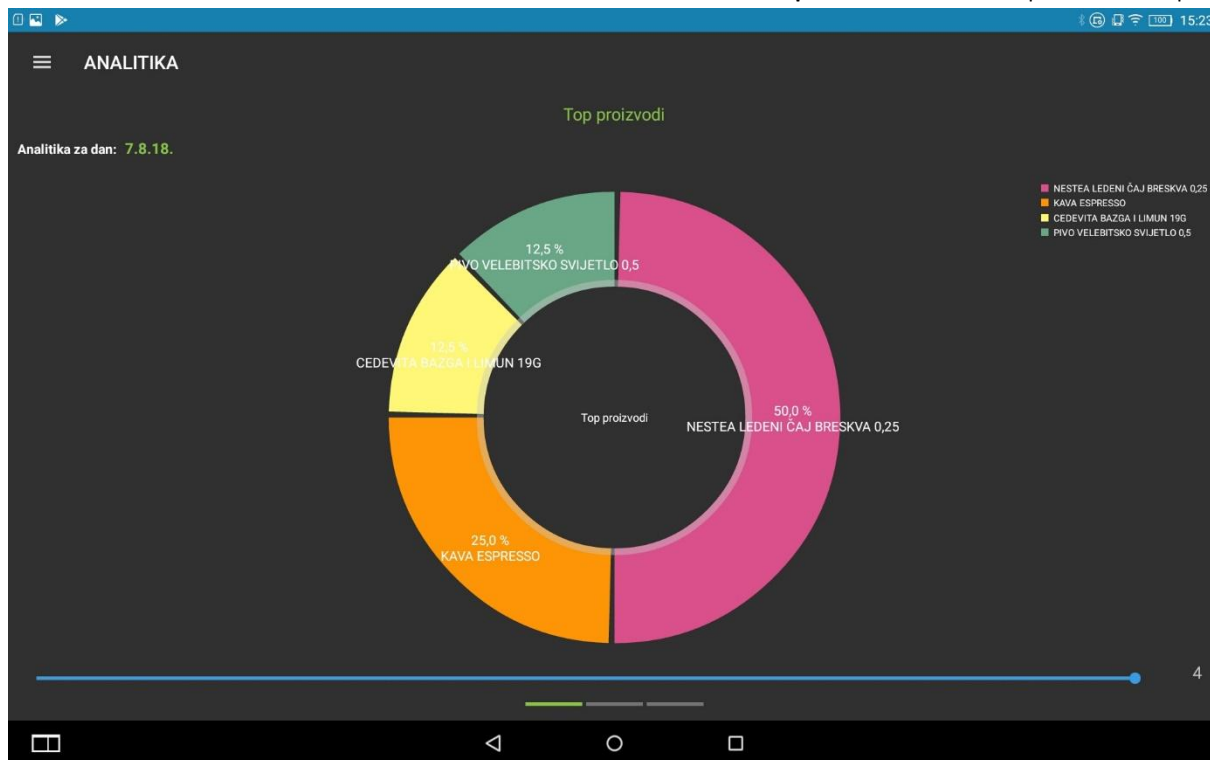 100 15:23
ANALITIKA
Top proizvodi
Analitika za dan: 7.8.18.
NESTEA LEDENI ČAJ BRESKVA 0,25
KAVA ESPRESSO
CEDEVITA BAZGA I LIMUN 19G
PIVO VELEBITSKO SVIJETLO 0,5
12,5 %
PIVO VELEBITSKO SVIJETLO 0,5
12,5 %
CEDEVITA BAZGA I LIMUN 19G
Top proizvodi
50,0 %
NESTEA LEDENI ČAJ BRESKVA 0,25
25,0 %
KAVA ESPRESSO
4